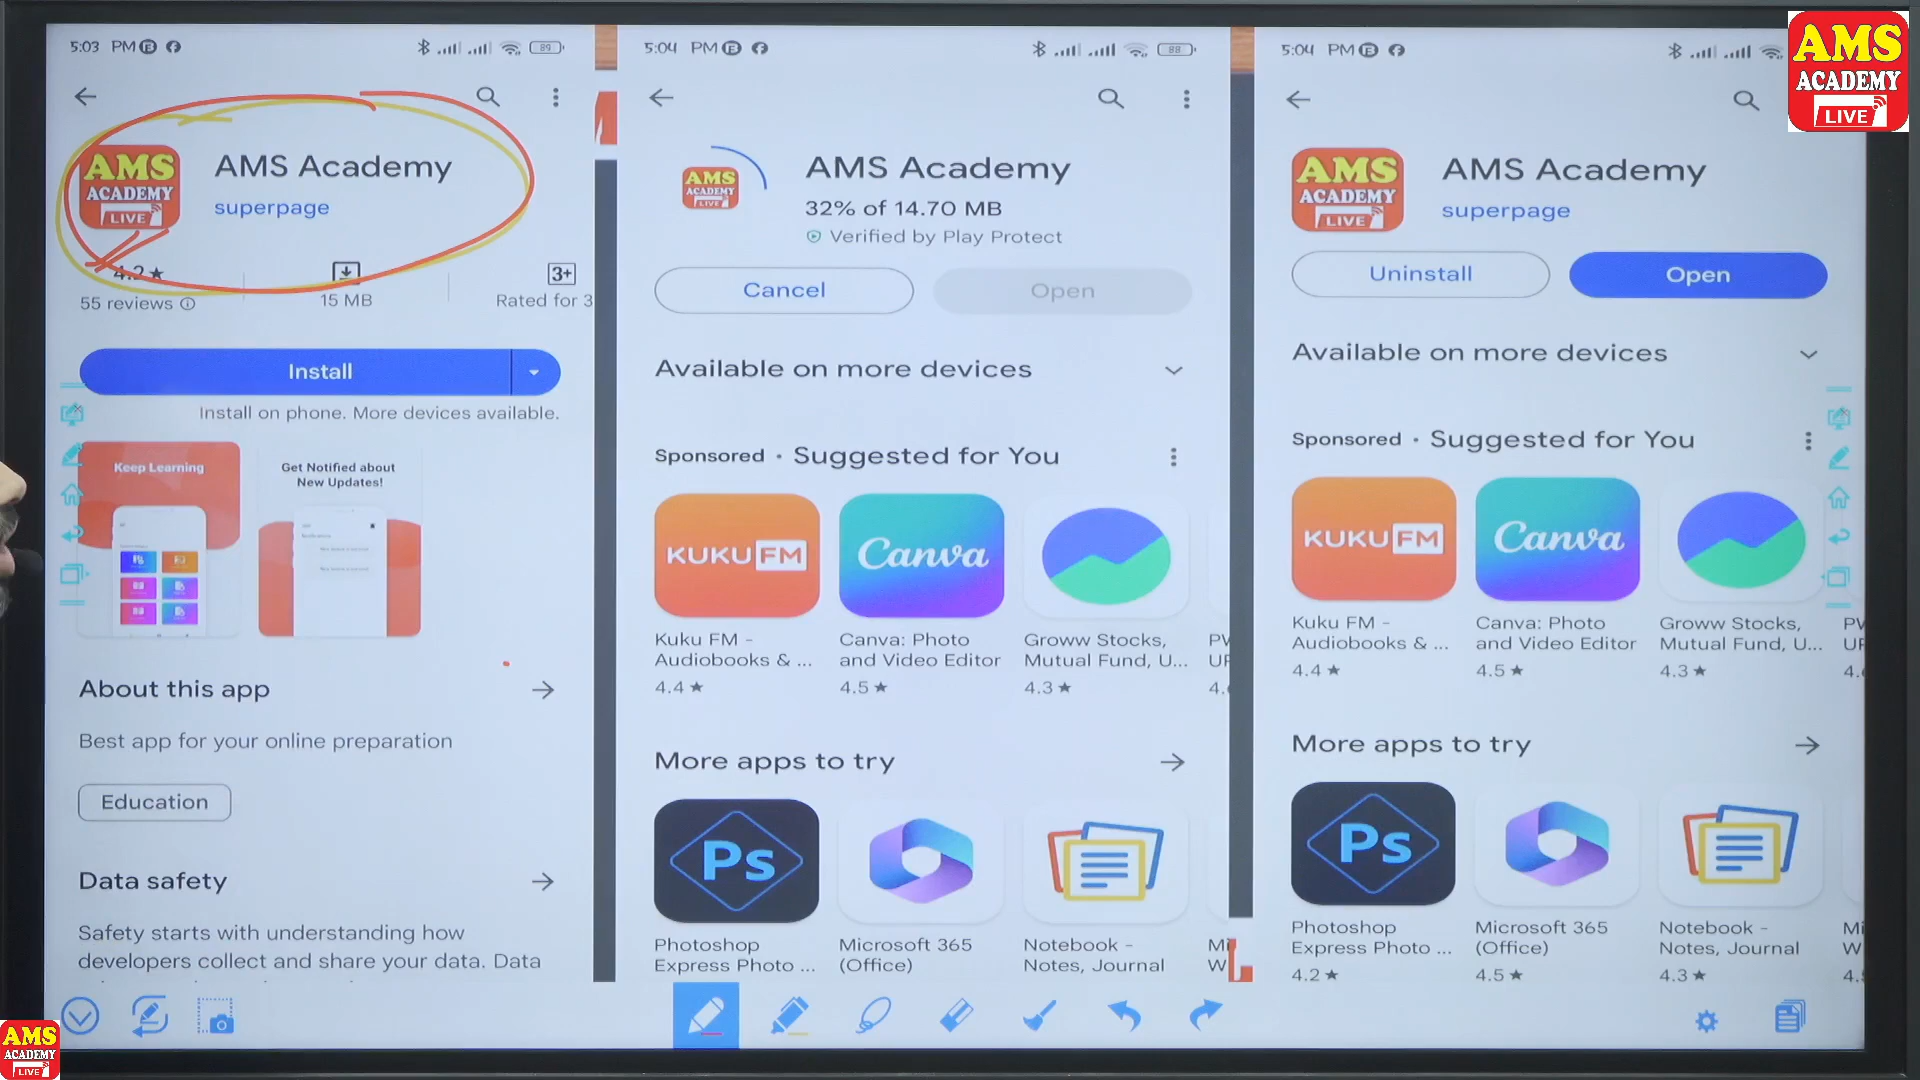 5:03 PM
89
AMS
ACADEMY
LIVE
AMS Academy
superpage
4.2★
55 reviews
15 MB
3+
Rated for 3
Install
Install on phone. More devices available.
Keep Learning
Get Notified about
New Updates!
About this app
Best app for your online preparation
Education
Data safety
Safety starts with understanding how
developers collect and share your data. Data
5:04 PM
88
AMS
ACADEMY
LIVE
AMS Academy
32% of 14.70 MB
Verified by Play Protect
Cancel
Open
Available on more devices
Sponsored • Suggested for You
KUKU FM
Canva
Kuku FM -
Audiobooks & ...
4.4★
Canva: Photo
and Video Editor
4.5★
Groww Stocks,
Mutual Fund, U...
4.3★
More apps to try
Ps
Photoshop
Express Photo ...
Microsoft 365
(Office)
Notebook -
Notes, Journal
5:04 PM
AMS
ACADEMY
LIVE
AMS Academy
superpage
Uninstall
Open
Available on more devices
Sponsored • Suggested for You
KUKU FM
Canva
Kuku FM -
Audiobooks & ...
4.4★
Canva: Photo
and Video Editor
4.5★
Groww Stocks,
Mutual Fund, U...
4.3★
More apps to try
Ps
Photoshop
Express Photo ...
4.2★
Microsoft 365
(Office)
4.5★
Notebook -
Notes, Journal
4.3★
AMS
ACADEMY
LIVE
AMS
ACADEMY
LIVE